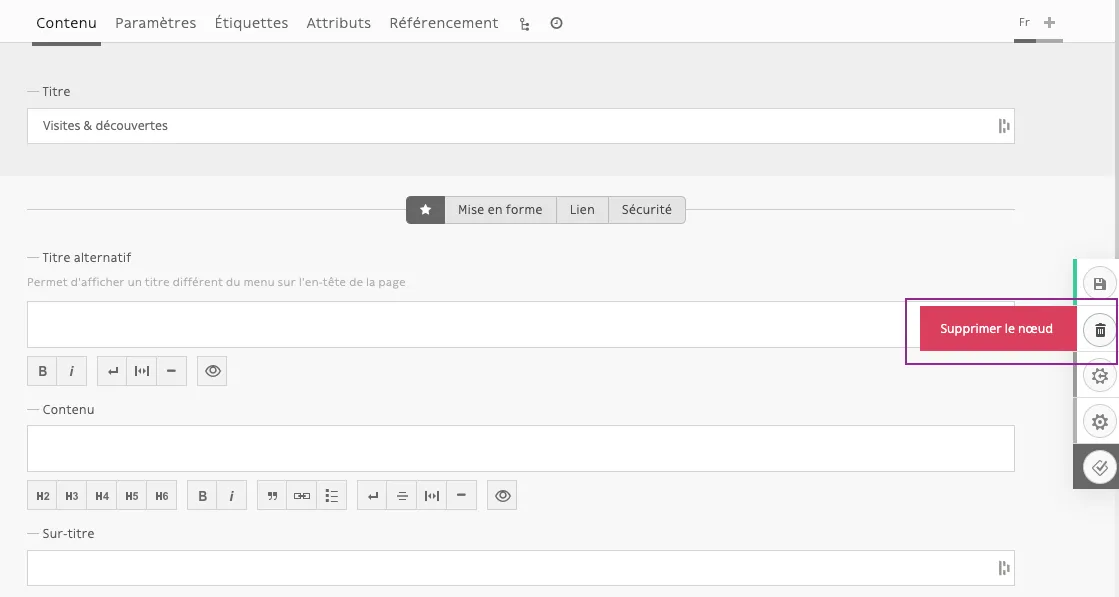 Contenu Paramètres Étiquettes Attributs Référencement
Fr
Titre
Visites & découvertes
Mise en forme Lien Sécurité
Titre alternatif
Permet d'afficher un titre différent du menu sur l'en-tête de la page
Supprimer le nœud
B i
Contenu
H2 H3 H4 H5 H6 B i
Sur-titre